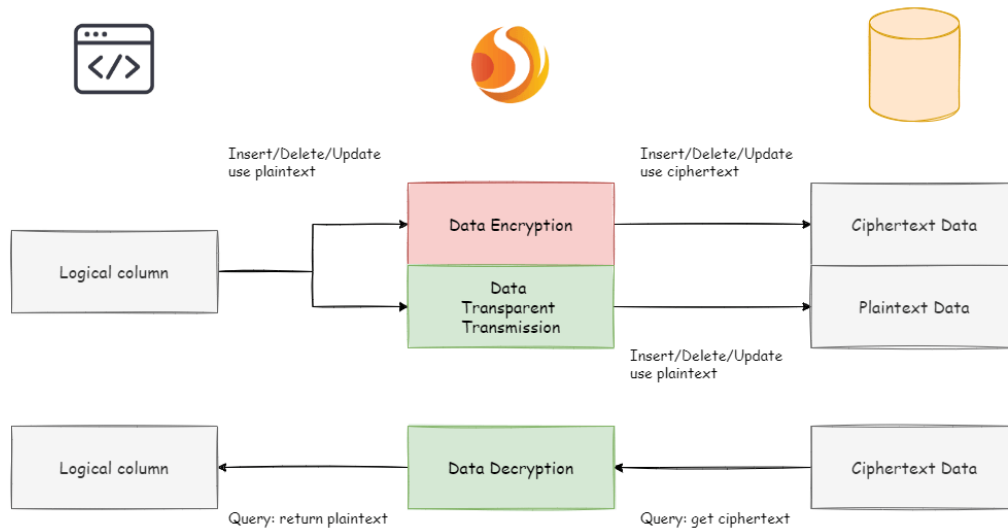 </>
Insert/Delete/Update
use plaintext
Insert/Delete/Update
use ciphertext
Logical column
Data Encryption
Ciphertext Data
Data
Transparent
Transmission
Plaintext Data
Insert/Delete/Update
use plaintext
Logical column
Data Decryption
Ciphertext Data
Query: return plaintext
Query: get ciphertext